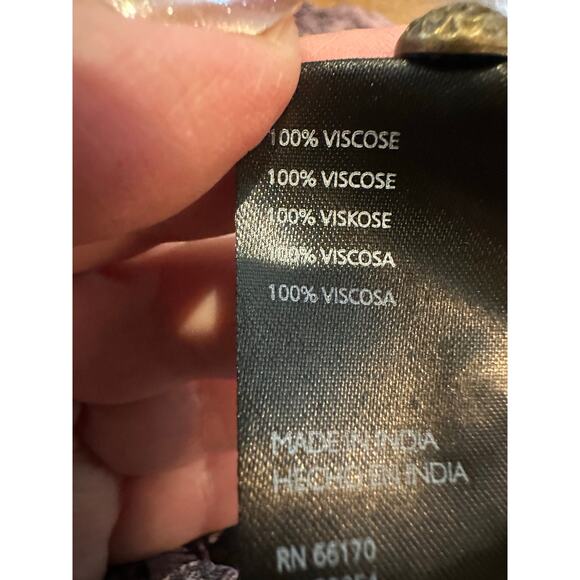 100% VISCOSE
100% VISCOSE
100% VISKOSE
100% VISCOSA
100% VISCOSA
MADE IN INDIA
HECHO EN INDIA
RN 66170